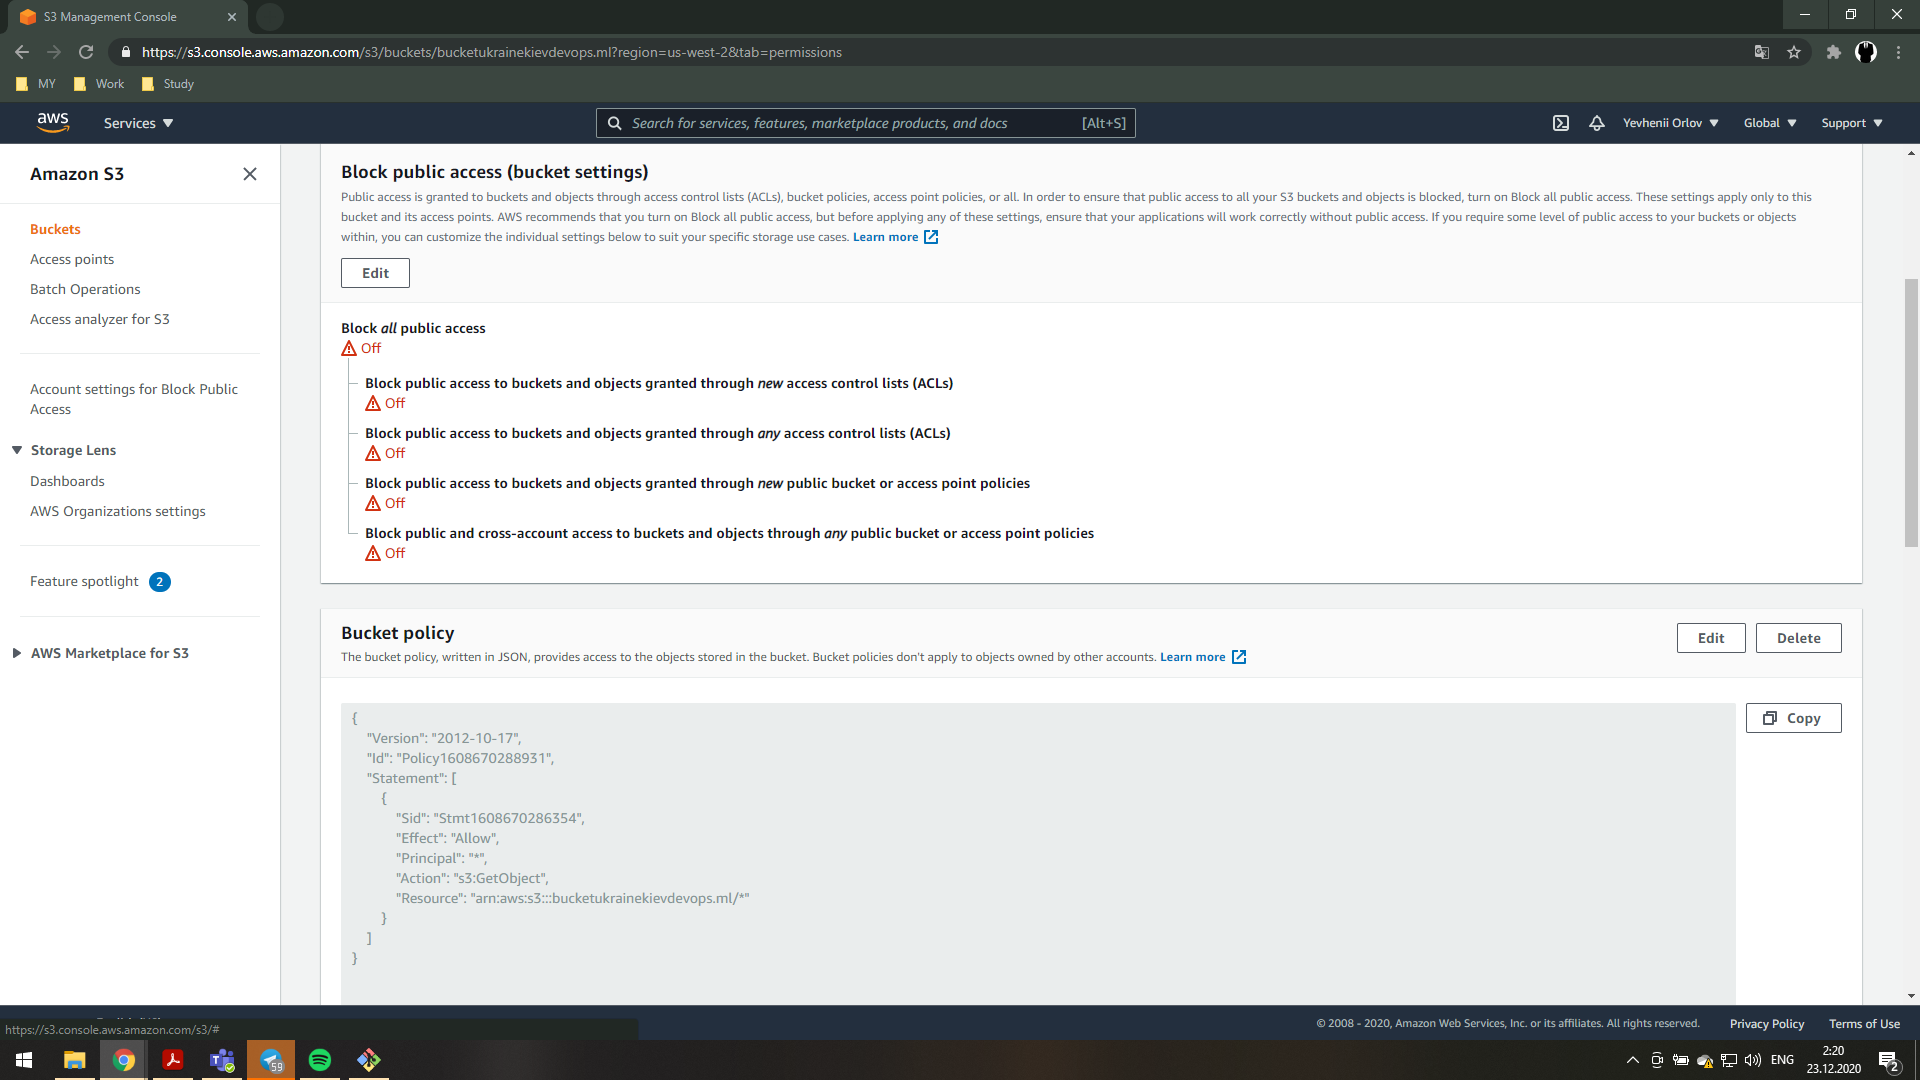 S3 Management Console
https://s3.console.aws.amazon.com/s3/buckets/bucketukrainekievdevops.ml?region=us-west-2&tab=permissions
MY Work Study
aws Services Search for services, features, marketplace products, and docs [Alt+S] Yevhenii Orlov Global Support
Amazon S3
Buckets
Access points
Batch Operations
Access analyzer for S3
Account settings for Block Public
Access
Storage Lens
Dashboards
AWS Organizations settings
Feature spotlight 2
AWS Marketplace for S3
Block public access (bucket settings)
Public access is granted to buckets and objects through access control lists (ACLs), bucket policies, access point policies, or all. In order to ensure that public access to all your S3 buckets and objects is blocked, turn on Block all public access. These settings apply only to this
bucket and its access points. AWS recommends that you turn on Block all public access, but before applying any of these settings, ensure that your applications will work correctly without public access. If you require some level of public access to your buckets or objects
within, you can customize the individual settings below to suit your specific storage use cases. Learn more
Edit
Block all public access
Off
Block public access to buckets and objects granted through new access control lists (ACLs)
Off
Block public access to buckets and objects granted through any access control lists (ACLs)
Off
Block public access to buckets and objects granted through new public bucket or access point policies
Off
Block public and cross-account access to buckets and objects through any public bucket or access point policies
Off
Bucket policy
Edit Delete
The bucket policy, written in JSON, provides access to the objects stored in the bucket. Bucket policies don't apply to objects owned by other accounts. Learn more
Copy
{
"Version": "2012-10-17",
"Id": "Policy1608670288931",
"Statement": [
{
"Sid": "Stmt1608670286354",
"Effect": "Allow",
"Principal": "*",
"Action": "s3:GetObject",
"Resource": "arn:aws:s3:::bucketukrainekievdevops.ml/*"
}
]
}
https://s3.console.aws.amazon.com/s3/#
© 2008 - 2020, Amazon Web Services, Inc. or its affiliates. All rights reserved. Privacy Policy Terms of Use
59
ENG
2:20
23.12.2020
2